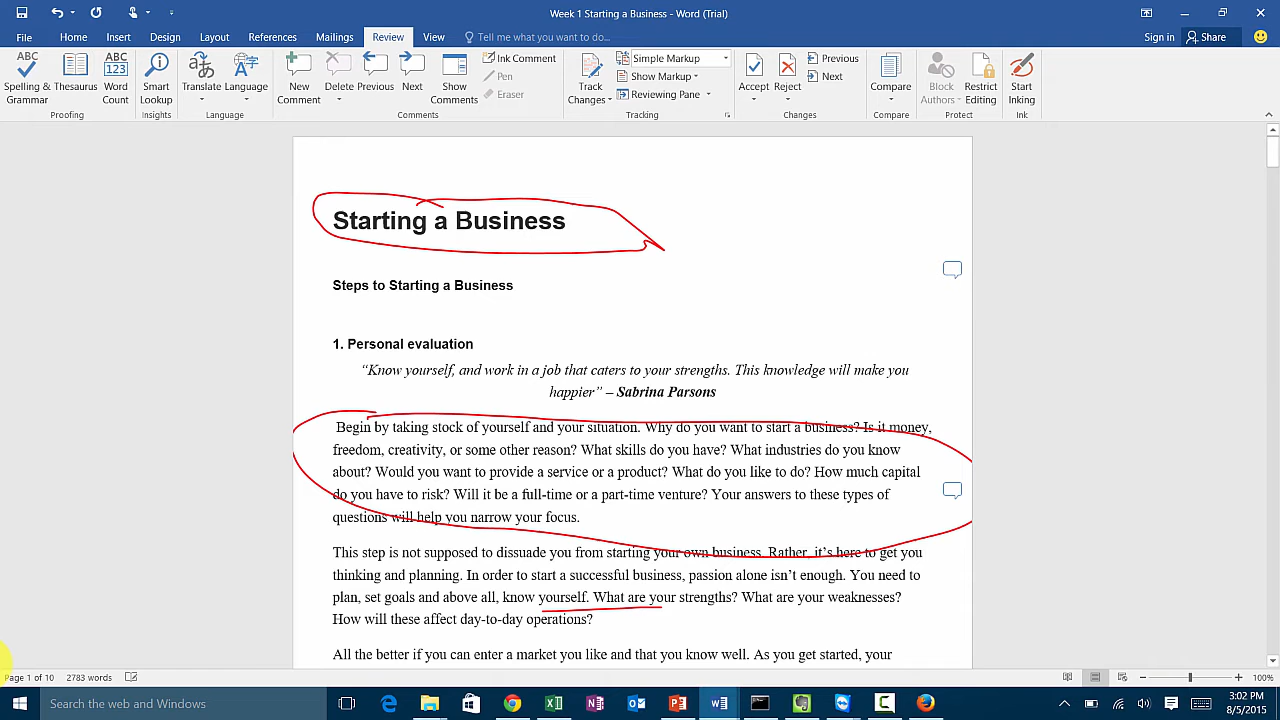 Week 1 Starting a Business - Word (Trial)
File Home Insert Design Layout References Mailings Review View Tell me what you want to do... Sign in Share
ABC Spelling & Grammar
Thesaurus
ABC 123 Word Count
Proofing
Smart Lookup
Insights
Translate
Language
Language
New Comment
Delete
Previous
Next
Show Comments
Ink Comment
Pen
Eraser
Comments
Track Changes
Simple Markup
Show Markup
Reviewing Pane
Tracking
Accept
Reject
Previous
Next
Changes
Compare
Compare
Block Authors
Restrict Editing
Protect
Start Inking
Ink
Starting a Business
Steps to Starting a Business
1. Personal evaluation
“Know yourself, and work in a job that caters to your strengths. This knowledge will make you
happier” – Sabrina Parsons
Begin by taking stock of yourself and your situation. Why do you want to start a business? Is it money,
freedom, creativity, or some other reason? What skills do you have? What industries do you know
about? Would you want to provide a service or a product? What do you like to do? How much capital
do you have to risk? Will it be a full-time or a part-time venture? Your answers to these types of
questions will help you narrow your focus.
This step is not supposed to dissuade you from starting your own business. Rather, it’s here to get you
thinking and planning. In order to start a successful business, passion alone isn’t enough. You need to
plan, set goals and above all, know yourself. What are your strengths? What are your weaknesses?
How will these affect day-to-day operations?
All the better if you can enter a market you like and that you know well. As you get started, your
Page 1 of 10 2783 words 100%
Search the web and Windows
3:02 PM
8/5/2015